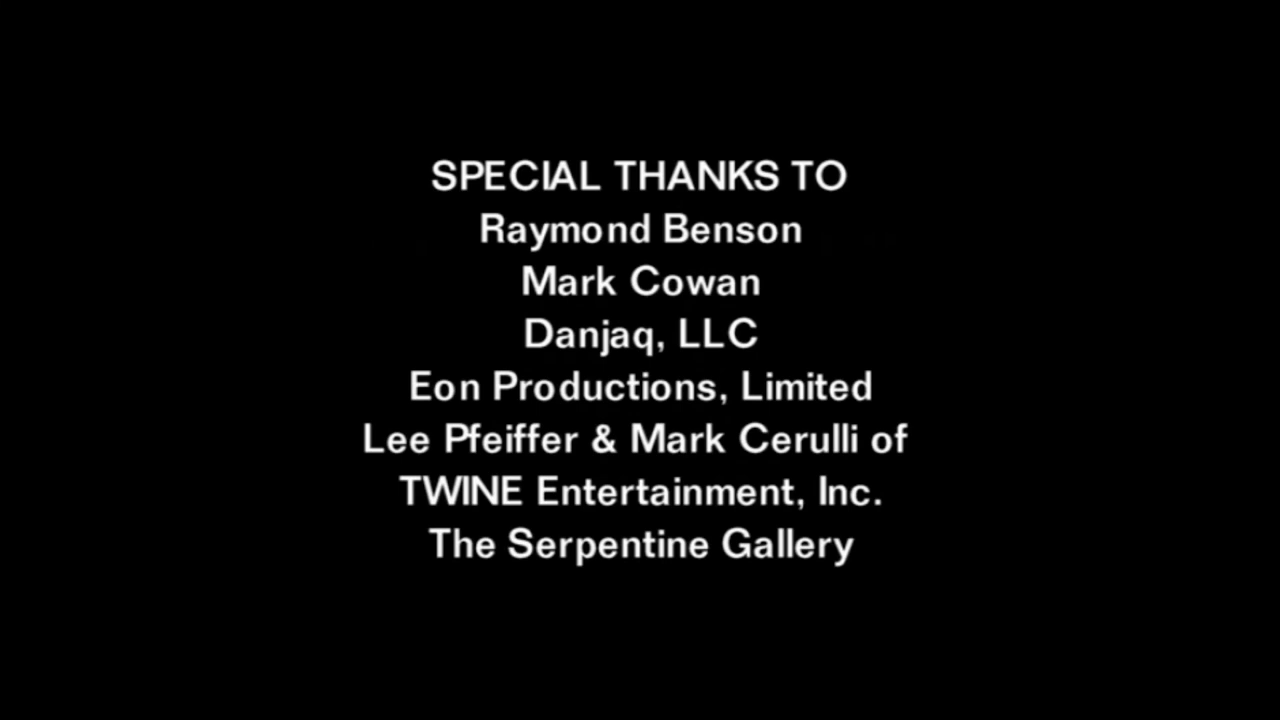 SPECIAL THANKS TO
Raymond Benson
Mark Cowan
Danjaq, LLC
Eon Productions, Limited
Lee Pfeiffer & Mark Cerulli of
TWINE Entertainment, Inc.
The Serpentine Gallery